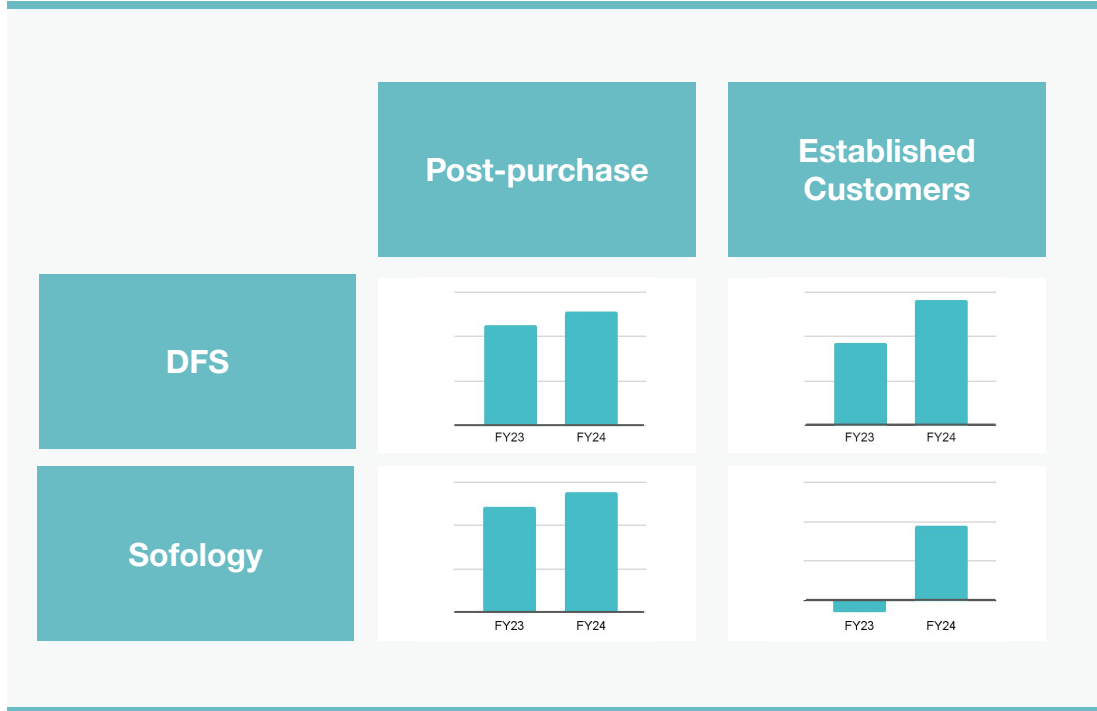 Post-purchase
Established
Customers
DFS
FY23
FY24
FY23
FY24
Sofology
FY23
FY24
FY23
FY24